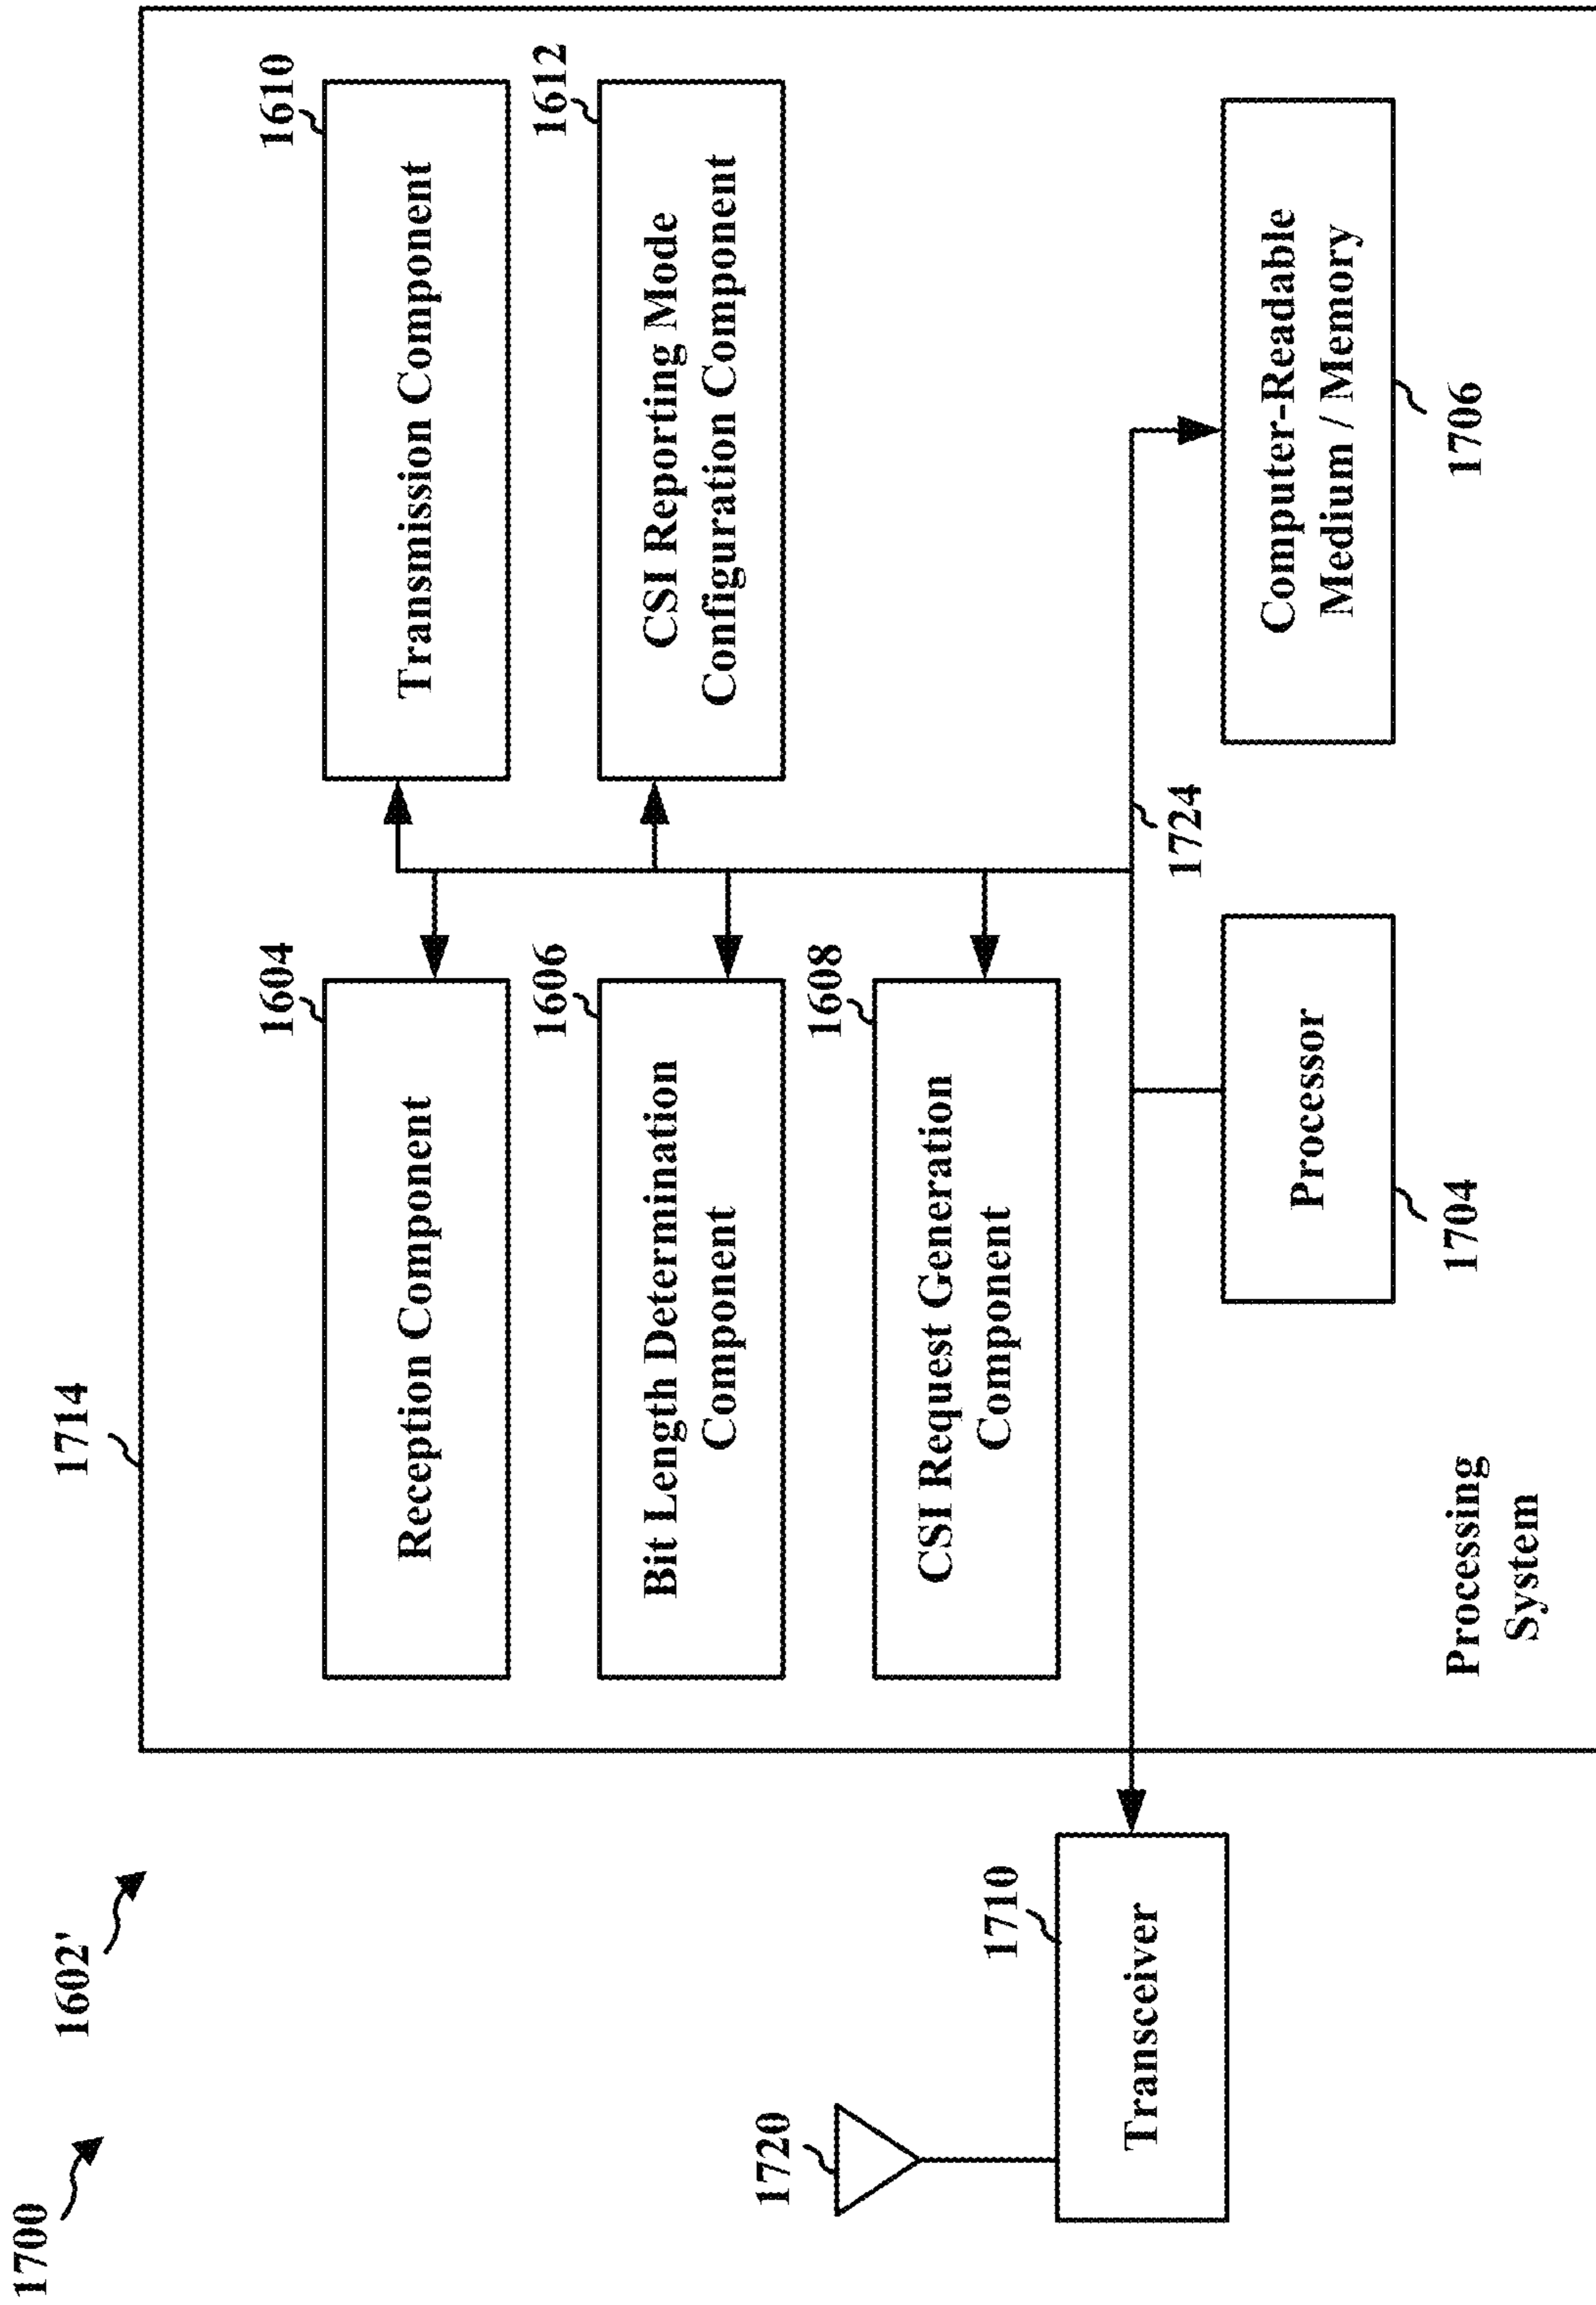 1700
1602'
1714
1604
Reception Component
1610
Transmission Component
1606
Bit Length Determination
Component
1612
CSI Reporting Mode
Configuration Component
1608
CSI Request Generation
Component
1720
1710
Transceiver
1724
Processor
1704
Computer-Readable
Medium / Memory
1706
Processing
System